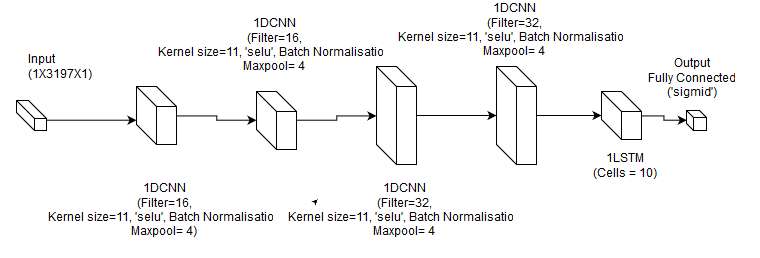 Input
(1X3197X1)
1DCNN
(Filter=16,
Kernel size=11, 'selu', Batch Normalisatio
Maxpool= 4)
1DCNN
(Filter=16,
Kernel size=11, 'selu', Batch Normalisatio
Maxpool= 4
1DCNN
(Filter=32,
Kernel size=11, 'selu', Batch Normalisatio
Maxpool= 4
1DCNN
(Filter=32,
Kernel size=11, 'selu', Batch Normalisatio
Maxpool= 4
1LSTM
(Cells = 10)
Output
Fully Connected
('sigmid')